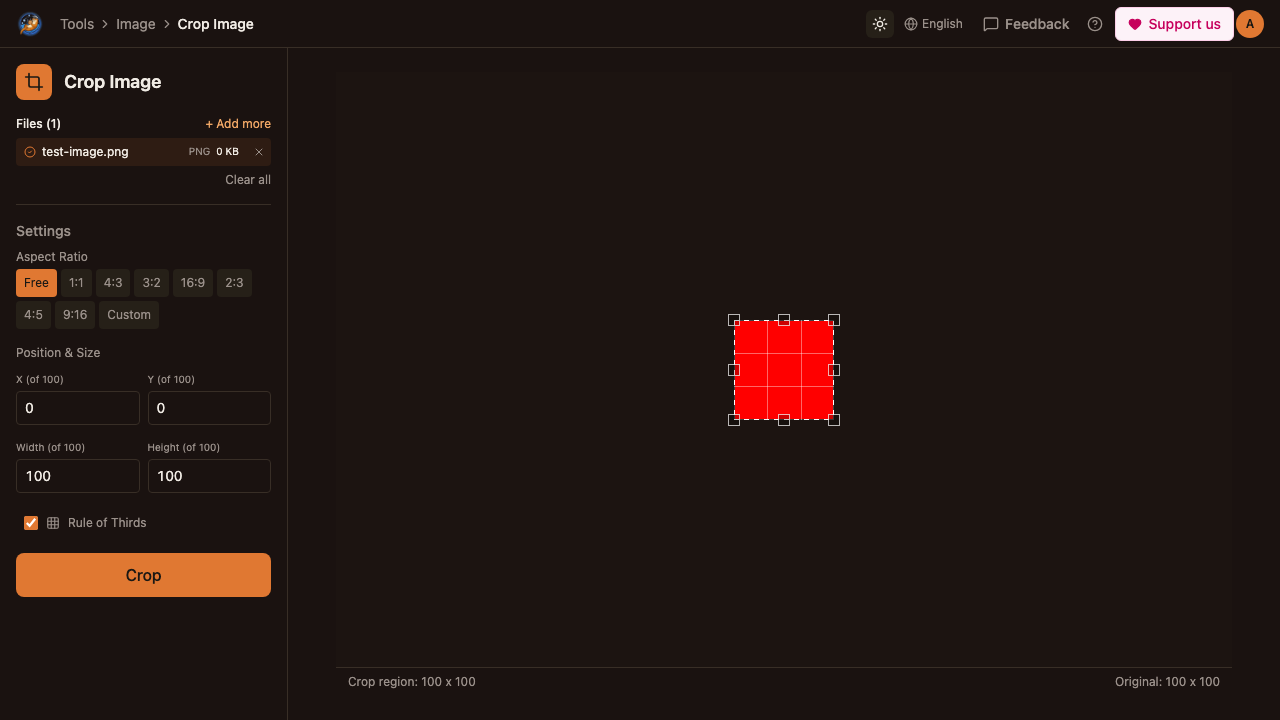 Tools > Image > Crop Image
English
Feedback
Support us
A
Crop Image
Files (1)
+ Add more
test-image.png PNG 0 KB
Clear all
Settings
Aspect Ratio
Free 1:1 4:3 3:2 16:9 2:3
4:5 9:16 Custom
Position & Size
X (of 100) Y (of 100)
0 0
Width (of 100) Height (of 100)
100 100
Rule of Thirds
Crop
Crop region: 100 x 100
Original: 100 x 100